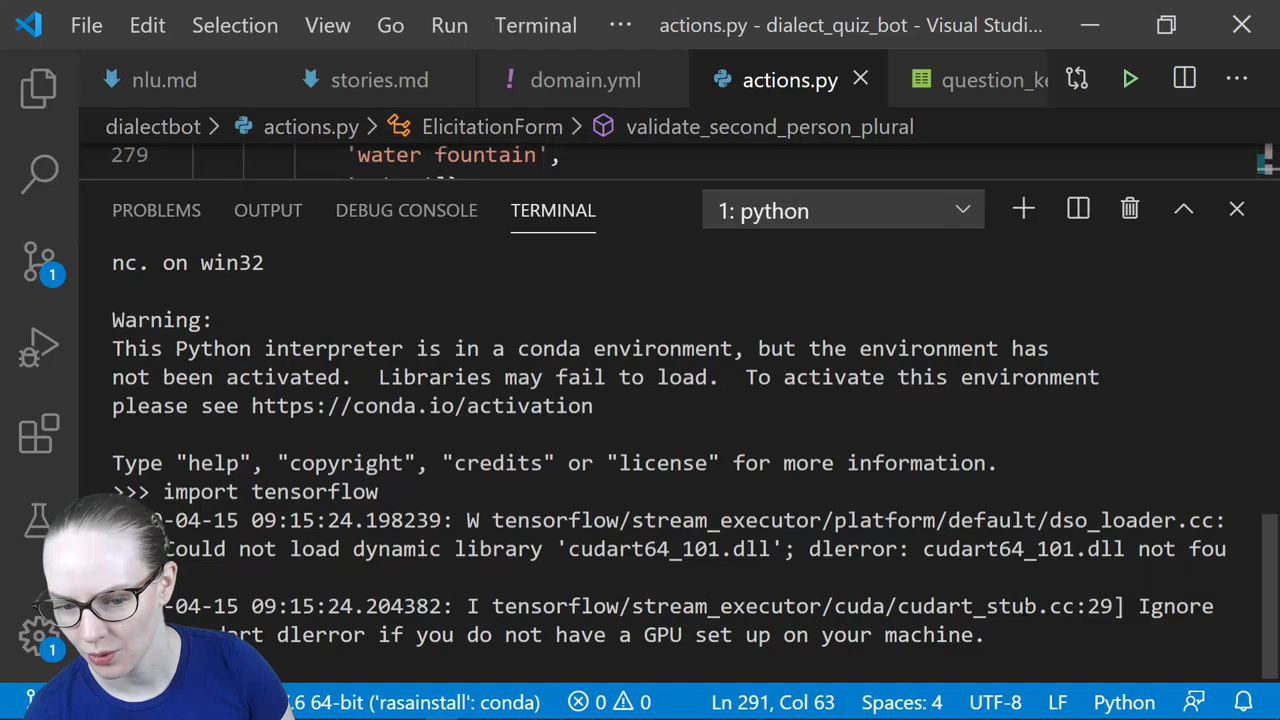 File Edit Selection View Go Run Terminal ··· actions.py - dialect_quiz_bot - Visual Studio...
nlu.md stories.md domain.yml actions.py question_ke
dialectbot > actions.py > ElicitationForm > validate_second_person_plural
279 'water fountain',
PROBLEMS OUTPUT DEBUG CONSOLE TERMINAL 1: python
nc. on win32
Warning:
This Python interpreter is in a conda environment, but the environment has
not been activated. Libraries may fail to load. To activate this environment
please see https://conda.io/activation
Type "help", "copyright", "credits" or "license" for more information.
>>> import tensorflow
0-04-15 09:15:24.198239: W tensorflow/stream_executor/platform/default/dso_loader.cc:
Could not load dynamic library 'cudart64_101.dll'; dlerror: cudart64_101.dll not fou
0-04-15 09:15:24.204382: I tensorflow/stream_executor/cuda/cudart_stub.cc:29] Ignore
dart dlerror if you do not have a GPU set up on your machine.
1
1
.6 64-bit ('rasainstall': conda) 0 0 Ln 291, Col 63 Spaces: 4 UTF-8 LF Python